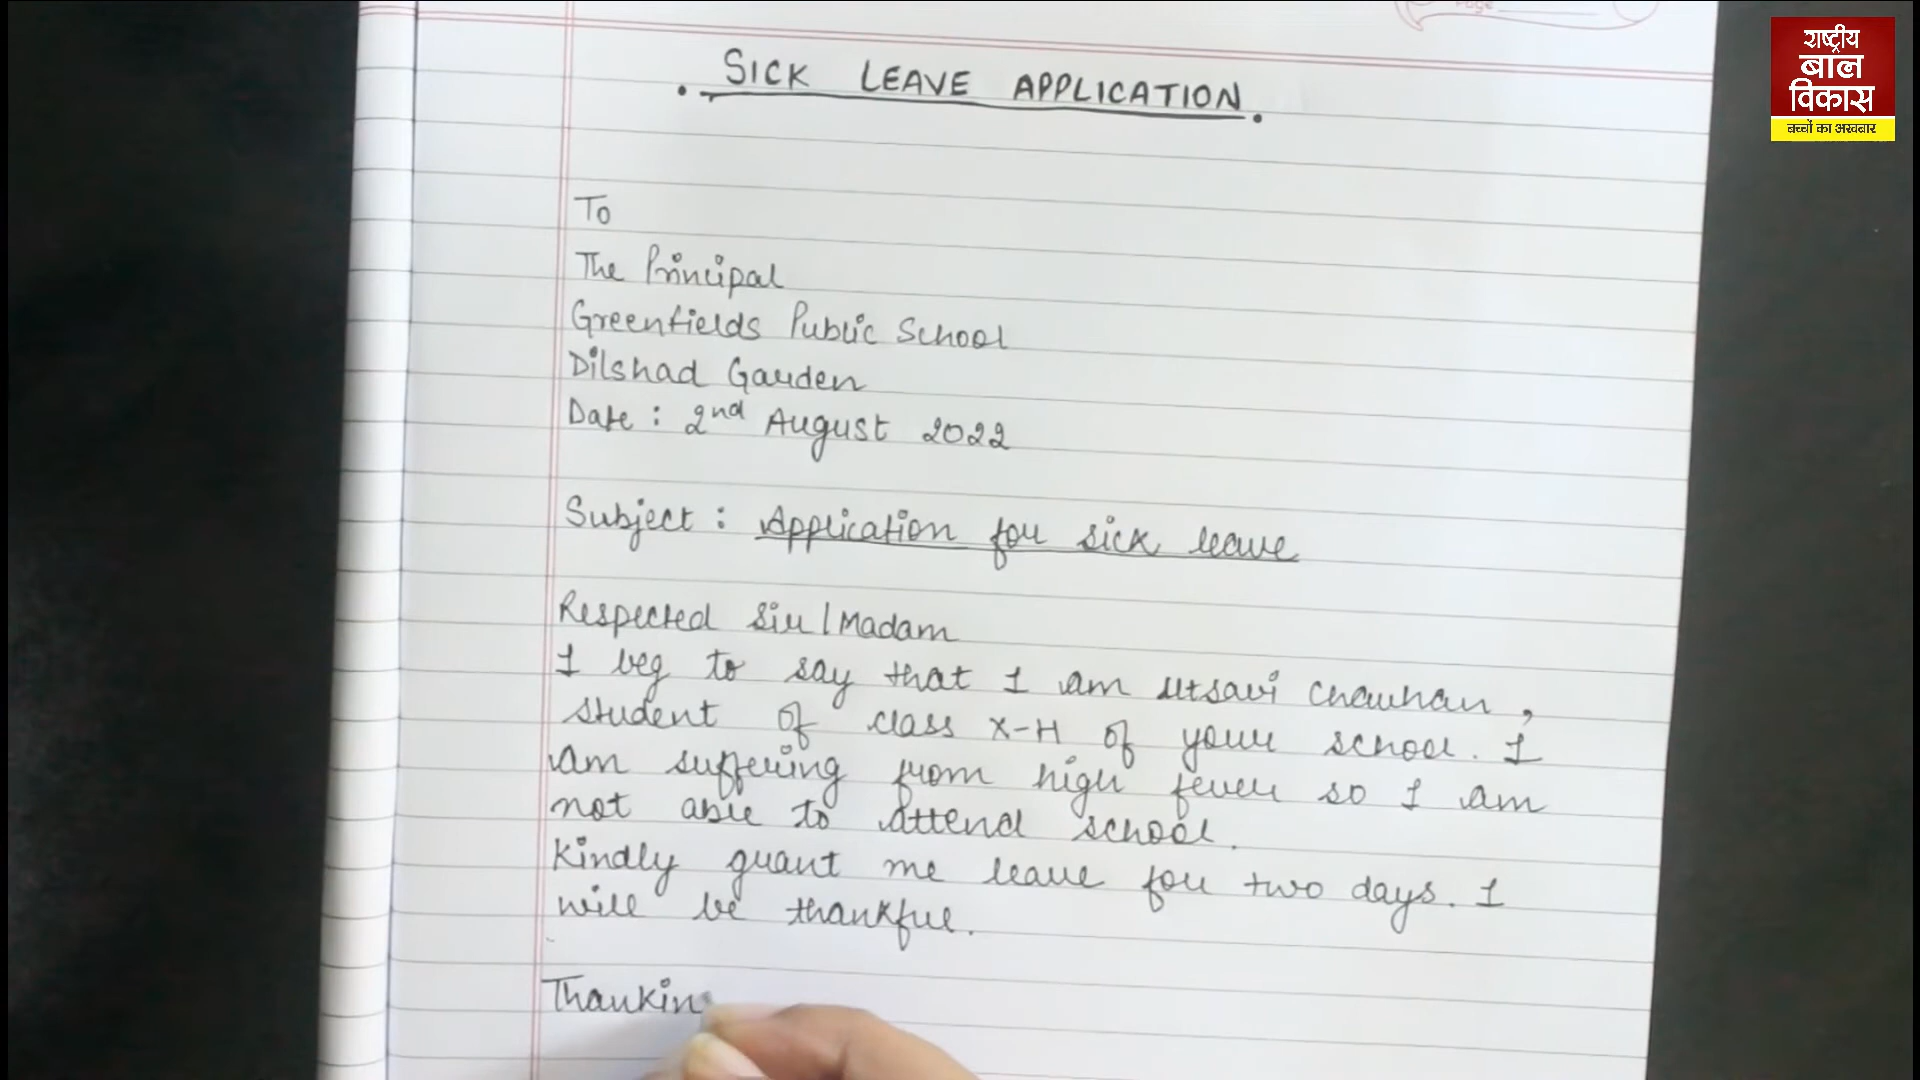 Page
राष्ट्रीय
बाल
विकास
बच्चों का अखबार
SICK LEAVE APPLICATION.
To
The Principal
Greenfields Public School
Dilshad Garden
Date : 2nd August 2022
Subject : Application for sick leave
Respected Sir/Madam
I beg to say that I am Utsavi Chauhan,
student of class X-H of your school. I
am suffering from high fever so I am
not able to attend school.
Kindly grant me leave for two days. I
will be thankful.
Thankin